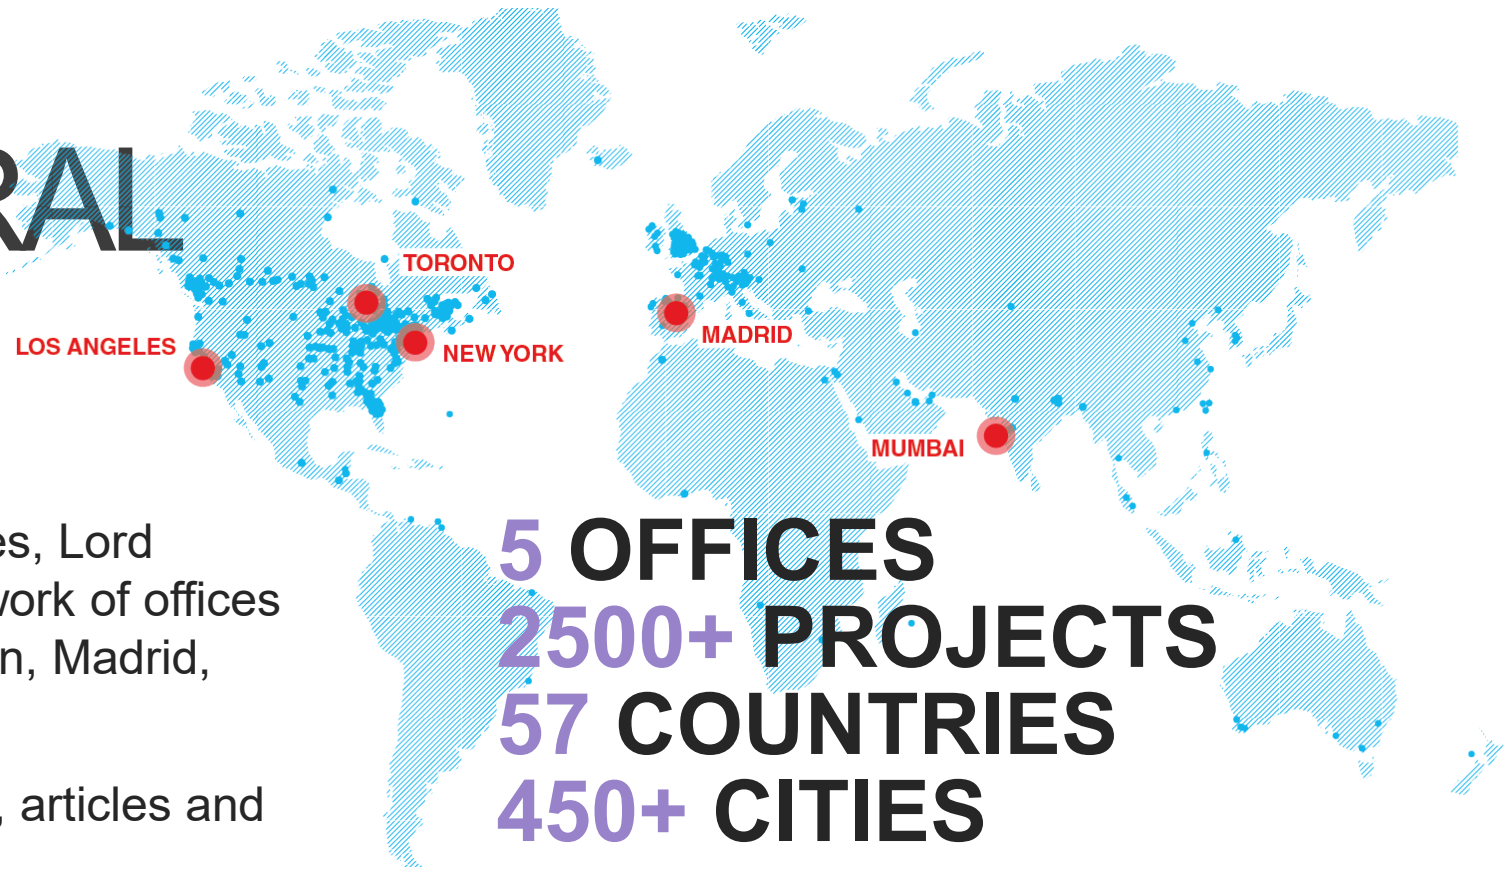 RAL
TORONTO
LOS ANGELES
NEW YORK
MADRID
MUMBAI
es, Lord
work of offices
n, Madrid,
, articles and
5 OFFICES
2500+ PROJECTS
57 COUNTRIES
450+ CITIES